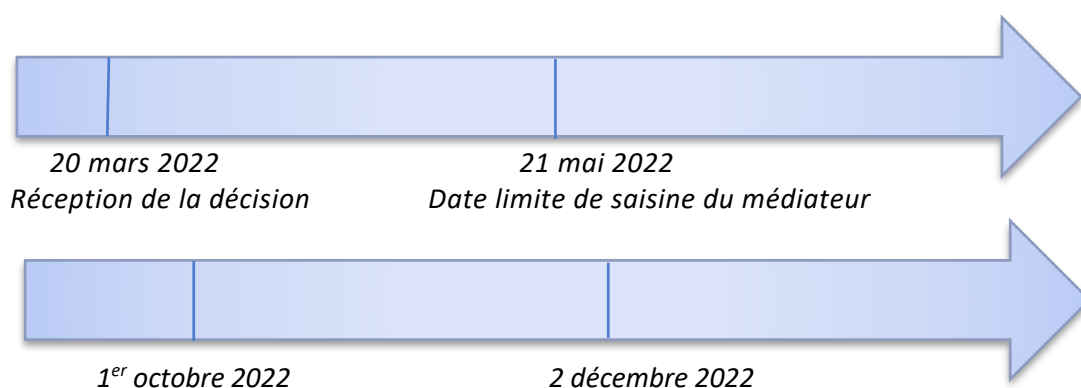 20 mars 2022 21 mai 2022
Réception de la décision Date limite de saisine du médiateur
1er octobre 2022 2 décembre 2022